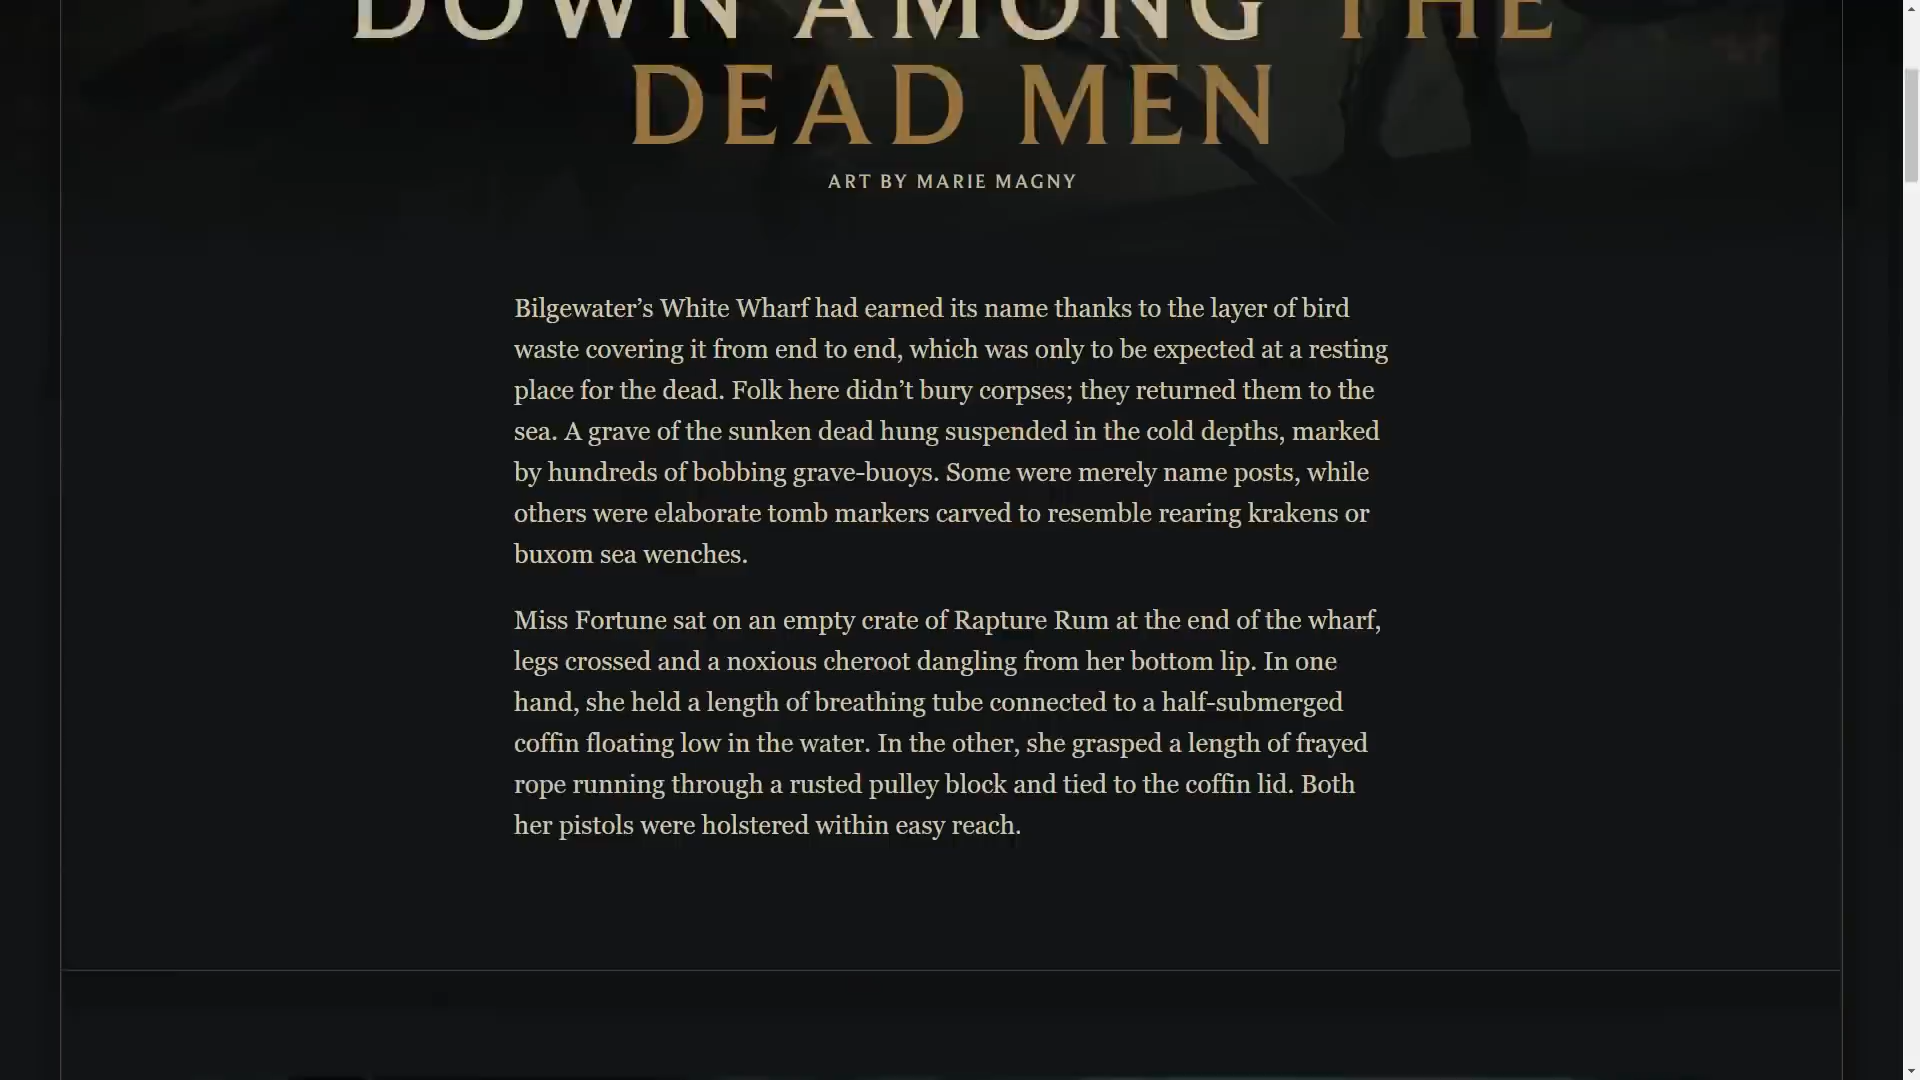 DOWN AMONG THE
DEAD MEN
ART BY MARIE MAGNY
Bilgewater’s White Wharf had earned its name thanks to the layer of bird
waste covering it from end to end, which was only to be expected at a resting
place for the dead. Folk here didn’t bury corpses; they returned them to the
sea. A grave of the sunken dead hung suspended in the cold depths, marked
by hundreds of bobbing grave-buoys. Some were merely name posts, while
others were elaborate tomb markers carved to resemble rearing krakens or
buxom sea wenches.
Miss Fortune sat on an empty crate of Rapture Rum at the end of the wharf,
legs crossed and a noxious cheroot dangling from her bottom lip. In one
hand, she held a length of breathing tube connected to a half-submerged
coffin floating low in the water. In the other, she grasped a length of frayed
rope running through a rusted pulley block and tied to the coffin lid. Both
her pistols were holstered within easy reach.